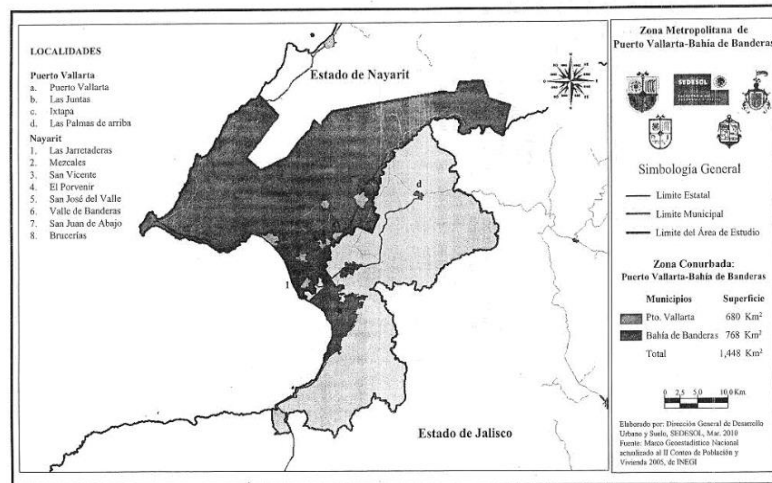 LOCALIDADES
Puerto Vallarta
a. Puerto Vallarta
b. Las Juntas
c. Ixtapa
d. Las Palmas de arriba
Nayarit
1. Las Jarretaderas
2. Mezcales
3. San Vicente
4. El Porvenir
5. San José del Valle
6. Valle de Banderas
7. San Juan de Abajo
8. Brucerías
Estado de Nayarit
d
1
Estado de Jalisco
Zona Metropolitana de
Puerto Vallarta-Bahía de Banderas
SEDESOL
Simbología General
Limite Estatal
Limite Municipal
Limite del Área de Estudio
Zona Conurbada:
Puerto Vallarta-Bahía de Banderas
Municipios Superficie
Pto. Vallarta 680 Km²
Bahía de Banderas 768 Km²
Total 1,448 Km²
0 2,5 5,0 10,0 Km
Elaborado por: Dirección General de Desarrollo
Urbano y Suelo, SEDESOL, Mar. 2010
Fuente: Marco Geoestadístico Nacional
actualizado al II Conteo de Población y
Vivienda 2005, de INEGI